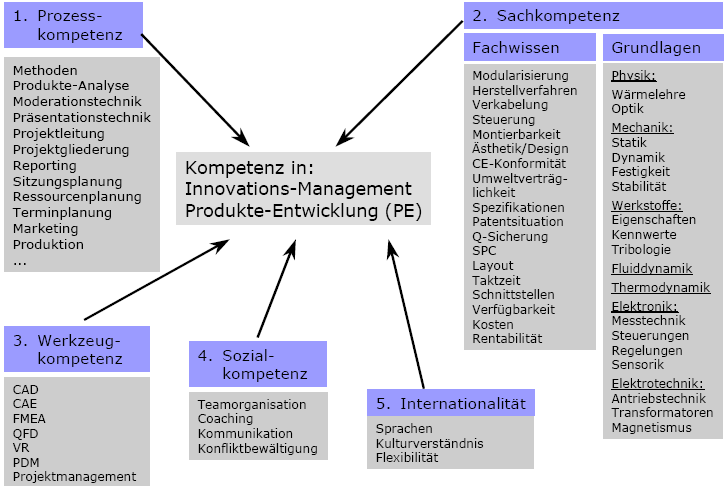 1. Prozess-
kompetenz
Methoden
Produkte-Analyse
Moderationstechnik
Präsentationstechnik
Projektleitung
Projektgliederung
Reporting
Sitzungsplanung
Ressourcenplanung
Terminplanung
Marketing
Produktion
...
2. Sachkompetenz
Fachwissen
Modularisierung
Herstellverfahren
Verkabelung
Steuerung
Montierbarkeit
Ästhetik/Design
CE-Konformität
Umweltverträg-
lichkeit
Spezifikationen
Patentsituation
Q-Sicherung
SPC
Layout
Taktzeit
Schnittstellen
Verfügbarkeit
Kosten
Rentabilität
Grundlagen
Physik:
Wärmelehre
Optik
Mechanik:
Statik
Dynamik
Festigkeit
Stabilität
Werkstoffe:
Eigenschaften
Kennwerte
Tribologie
Fluiddynamik
Thermodynamik
Elektronik:
Messtechnik
Steuerungen
Regelungen
Sensorik
Elektrotechnik:
Antriebstechnik
Transformatoren
Magnetismus
Kompetenz in:
Innovations-Management
Produkte-Entwicklung (PE)
3. Werkzeug-
kompetenz
CAD
CAE
FMEA
QFD
VR
PDM
Projektmanagement
4. Sozial-
kompetenz
Teamorganisation
Coaching
Kommunikation
Konfliktbewältigung
5. Internationalität
Sprachen
Kulturverständnis
Flexibilität